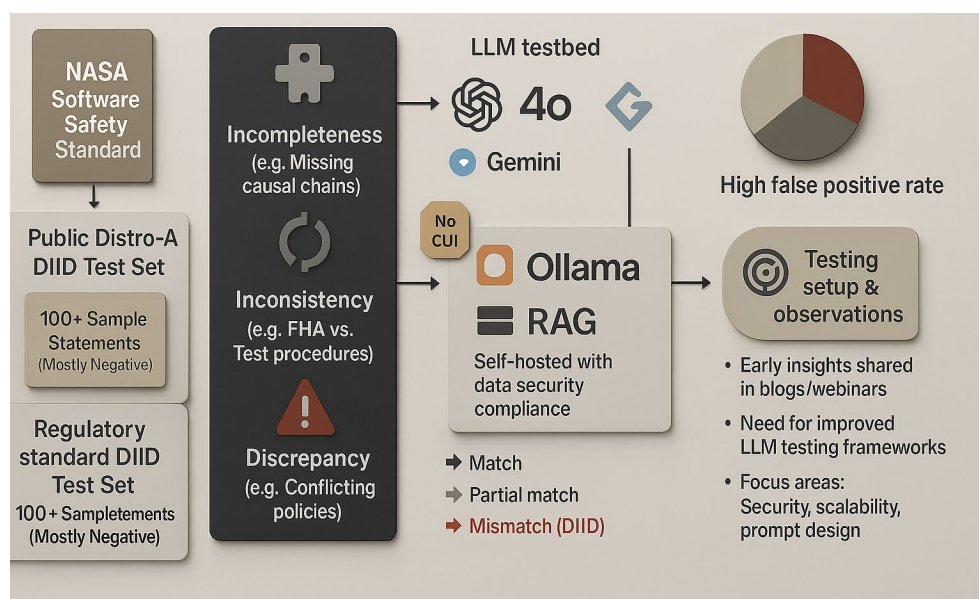 NASA
Software
Safety
Standard
Public Distro-A
DIID Test Set
100+ Sample
Statements
(Mostly Negative)
Regulatory
standard DIID
Test Set
100+ Sampletements
(Mostly Negative)
Incompleteness
(e.g. Missing
causal chains)
Inconsistency
(e.g. FHA vs.
Test procedures)
Discrepancy
(e.g. Conflicting
policies)
LLM testbed
4o
Gemini
No
CUI
Ollama
RAG
Self-hosted with
data security
compliance
Match
Partial match
Mismatch (DIID)
High false positive rate
Testing
setup &
observations
• Early insights shared
in blogs/webinars
• Need for improved
LLM testing frameworks
• Focus areas:
Security, scalability,
prompt design